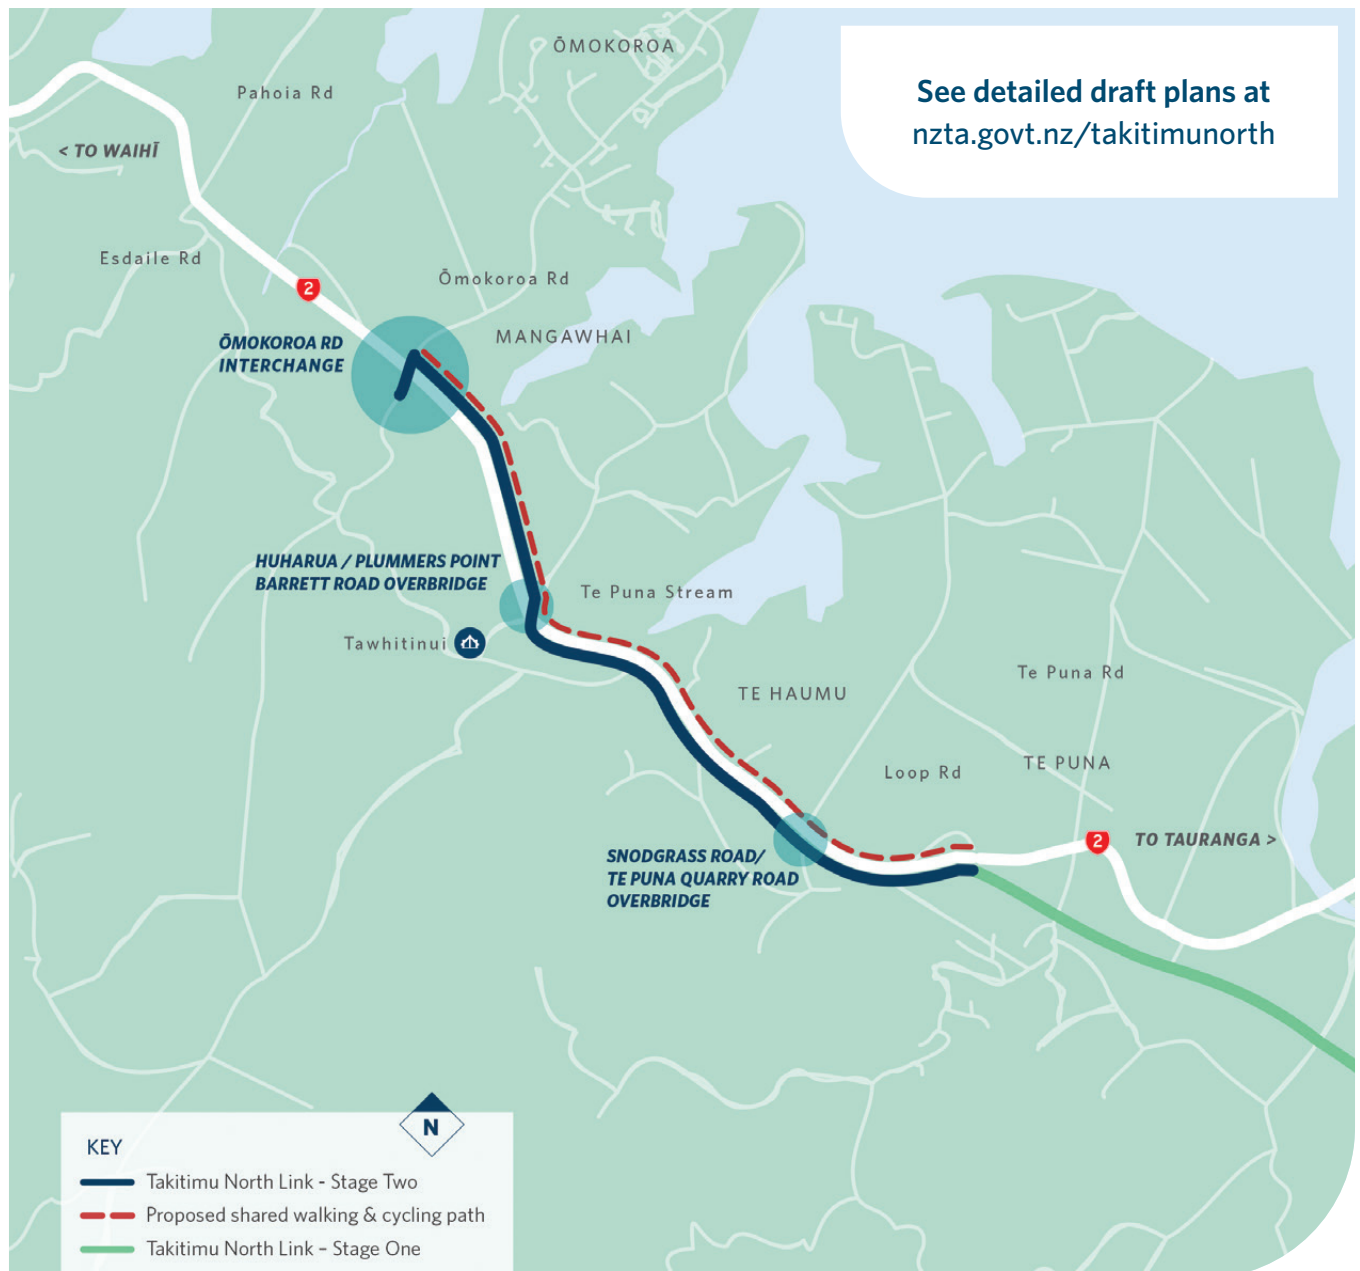 ŌMOKOROA
See detailed draft plans at
nzta.govt.nz/takitimunorth
Pahoia Rd
< TO WAIHĪ
Esdaile Rd
Ōmokoroa Rd
2
MANGAWHAI
ŌMOKOROA RD
INTERCHANGE
HUHARUA / PLUMMERS POINT
BARRETT ROAD OVERBRIDGE
Te Puna Stream
Tawhitinui
Te Puna Rd
TE HAUMU
TE PUNA
Loop Rd
2
TO TAURANGA >
SNODGRASS ROAD/
TE PUNA QUARRY ROAD
OVERBRIDGE
N
KEY
Takitimu North Link - Stage Two
Proposed shared walking & cycling path
Takitimu North Link – Stage One